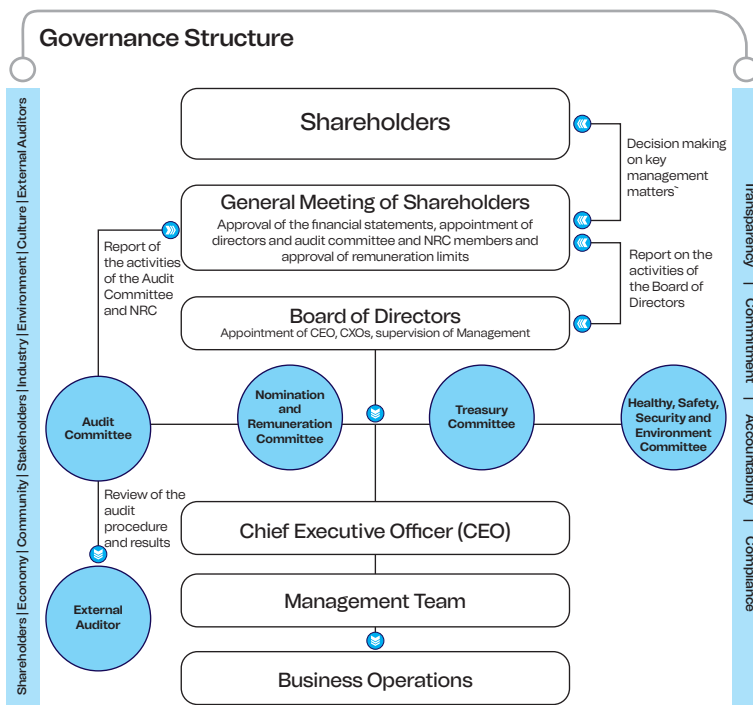 Governance Structure
Shareholders
Decision making
on key
management
matters˜
General Meeting of Shareholders
Approval of the financial statements, appointment of
directors and audit committee and NRC members and
approval of remuneration limits
Report of
the activities
of the Audit
Committee
and NRC
Report on the
activities of
the Board of
Directors
Board of Directors
Appointment of CEO, CXOs, supervision of Management
Audit
Committee
Nomination
and
Remuneration
Committee
Treasury
Committee
Healthy, Safety,
Security and
Environment
Committee
Review of the
audit
procedure
and results
Chief Executive Officer (CEO)
External
Auditor
Management Team
Business Operations
Shareholders | Economy | Community | Stakeholders | Industry | Environment | Culture | External Auditors
Transparency | Commitment | Accountability | Compliance